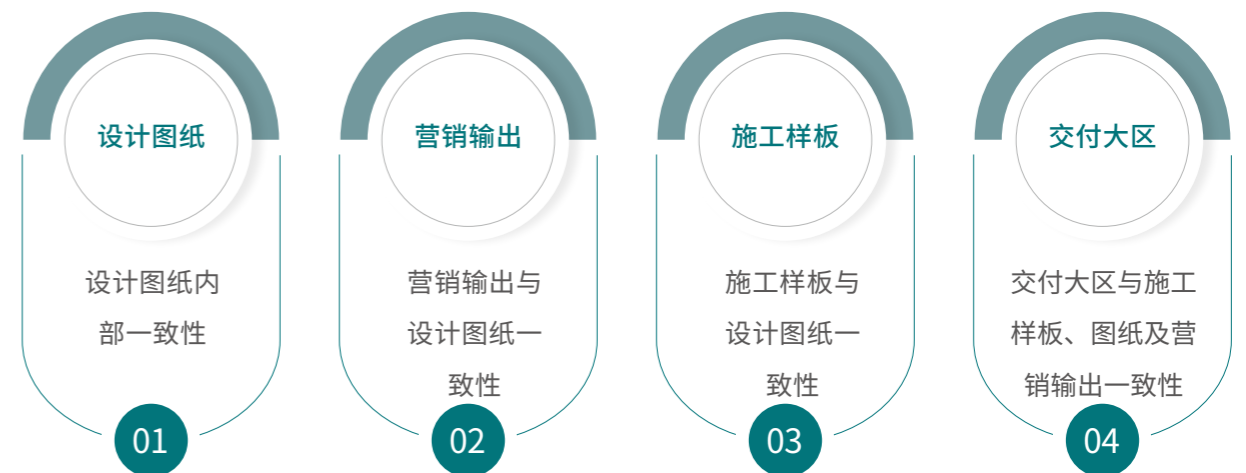 设计图纸
设计图纸内
部一致性
01
营销输出
营销输出与
设计图纸一
致性
02
施工样板
施工样板与
设计图纸一
致性
03
交付大区
交付大区与施工
样板、图纸及营
销输出一致性
04